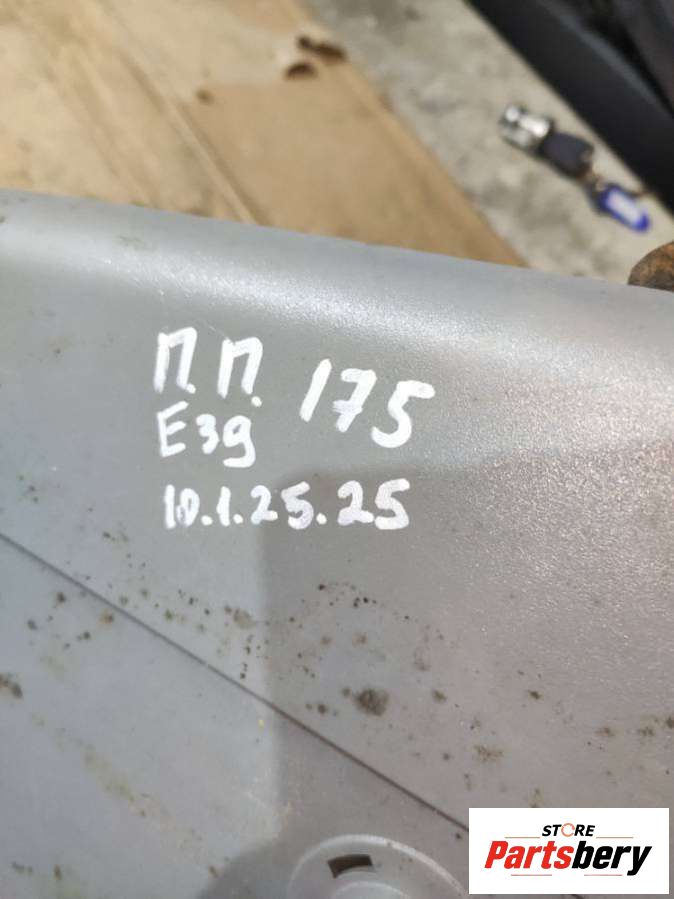 П.П. 175
E39
10.1.25.25
STORE
Partsbery